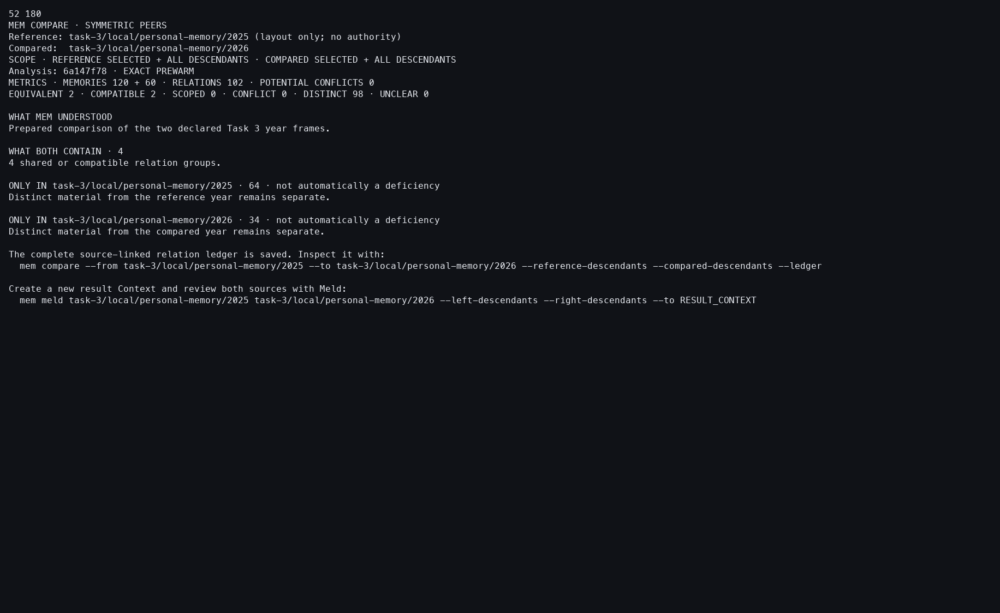 52 180
MEM COMPARE · SYMMETRIC PEERS
Reference: task-3/local/personal-memory/2025 (layout only; no authority)
Compared:  task-3/local/personal-memory/2026
SCOPE · REFERENCE SELECTED + ALL DESCENDANTS · COMPARED SELECTED + ALL DESCENDANTS
Analysis: 6a147f78 · EXACT PREWARM
METRICS · MEMORIES 120 + 60 · RELATIONS 102 · POTENTIAL CONFLICTS 0
EQUIVALENT 2 · COMPATIBLE 2 · SCOPED 0 · CONFLICT 0 · DISTINCT 98 · UNCLEAR 0

WHAT MEM UNDERSTOOD
Prepared comparison of the two declared Task 3 year frames.

WHAT BOTH CONTAIN · 4
4 shared or compatible relation groups.

ONLY IN task-3/local/personal-memory/2025 · 64 · not automatically a deficiency
Distinct material from the reference year remains separate.

ONLY IN task-3/local/personal-memory/2026 · 34 · not automatically a deficiency
Distinct material from the compared year remains separate.

The complete source-linked relation ledger is saved. Inspect it with:
  mem compare --from task-3/local/personal-memory/2025 --to task-3/local/personal-memory/2026 --reference-descendants --compared-descendants --ledger

Create a new result Context and review both sources with Meld:
  mem meld task-3/local/personal-memory/2025 task-3/local/personal-memory/2026 --left-descendants --right-descendants --to RESULT_CONTEXT